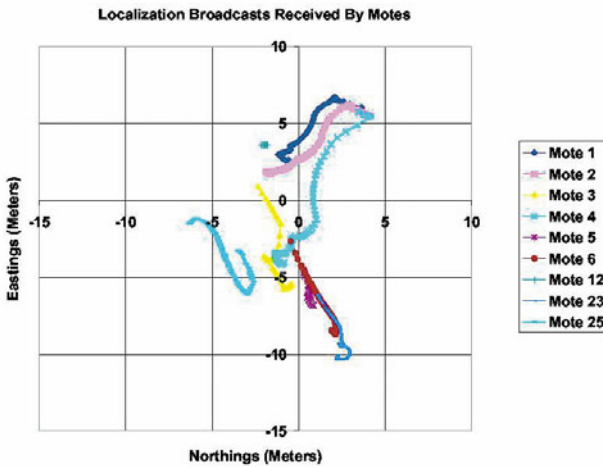 Localization Broadcasts Received By Motes
10
5
0
-15 -10 -5 0 5 10
-5
-10
-15
Eastings (Meters)
Northings (Meters)
Mote 1
Mote 2
Mote 3
Mote 4
Mote 5
Mote 6
Mote 12
Mote 23
Mote 25